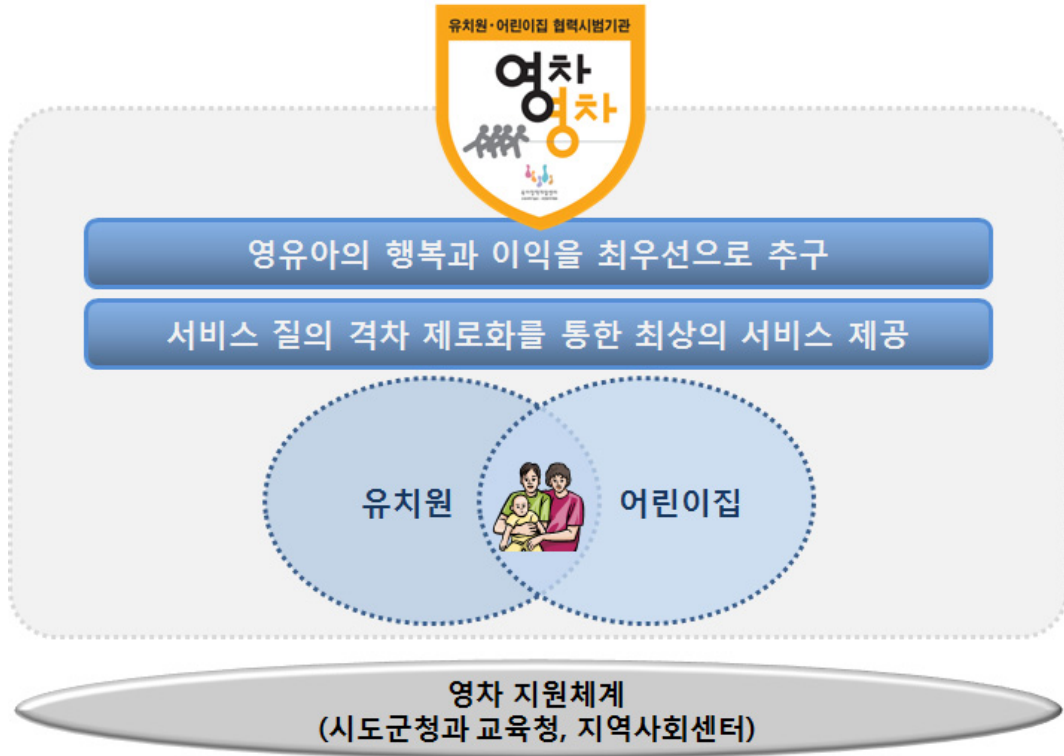 유치원·어린이집 협력시범기관
영차
영차
영유아의 행복과 이익을 최우선으로 추구
서비스 질의 격차 제로화를 통한 최상의 서비스 제공
유치원
어린이집
영차 지원체계
(시도군청과 교육청, 지역사회센터)